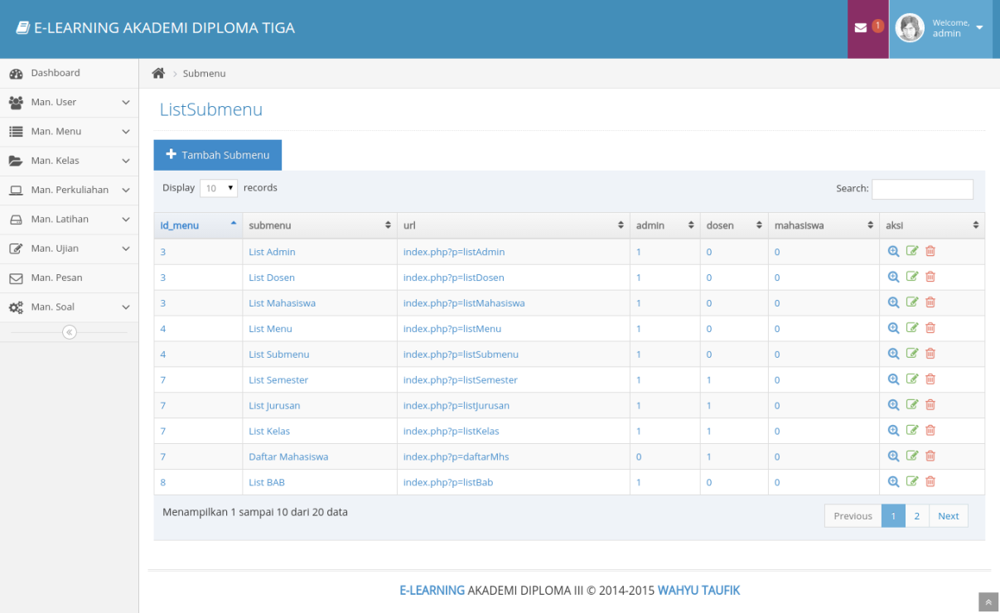 E-LEARNING AKADEMI DIPLOMA TIGA
1
Welcome,
admin
Dashboard
Man. User
Man. Menu
Man. Kelas
Man. Perkuliahan
Man. Latihan
Man. Ujian
Man. Pesan
Man. Soal
Submenu
ListSubmenu
Tambah Submenu
Display 10 records
Search:
id_menu submenu url admin dosen mahasiswa aksi
3 List Admin index.php?p=listAdmin 1 0 0
3 List Dosen index.php?p=listDosen 1 0 0
3 List Mahasiswa index.php?p=listMahasiswa 1 0 0
4 List Menu index.php?p=listMenu 1 0 0
4 List Submenu index.php?p=listSubmenu 1 0 0
7 List Semester index.php?p=listSemester 1 1 0
7 List Jurusan index.php?p=listJurusan 1 1 0
7 List Kelas index.php?p=listKelas 1 1 0
7 Daftar Mahasiswa index.php?p=daftarMhs 0 1 0
8 List BAB index.php?p=listBab 1 0 0
Menampilkan 1 sampai 10 dari 20 data
Previous 1 2 Next
E-LEARNING AKADEMI DIPLOMA III © 2014-2015 WAHYU TAUFIK